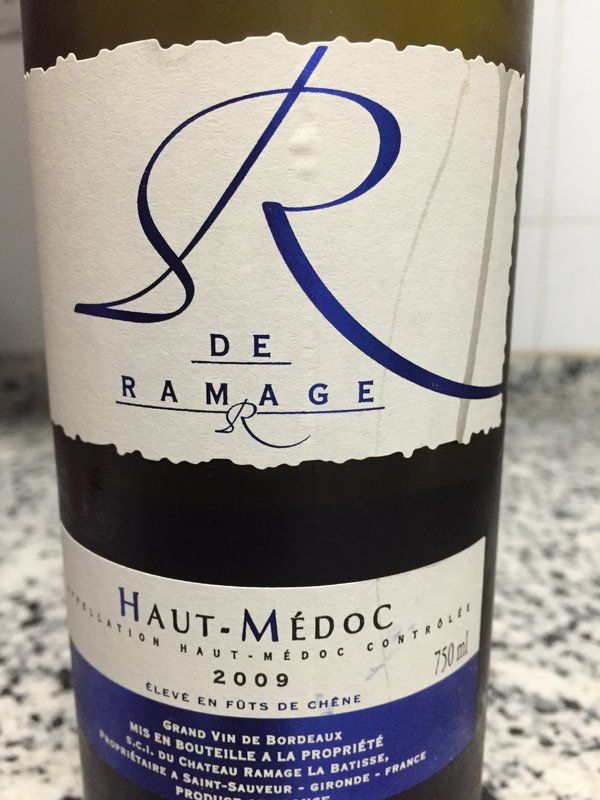 R
DE
RAMAGE
R
HAUT-MÉDOC
APPELLATION HAUT-MÉDOC CONTRÔLÉE
750 ml
2009
ÉLEVÉ EN FÛTS DE CHÊNE
GRAND VIN DE BORDEAUX
MIS EN BOUTEILLE A LA PROPRIÉTÉ
S.C.I. DU CHATEAU RAMAGE LA BATISSE,
PROPRIÉTAIRE A SAINT-SAUVEUR - GIRONDE - FRANCE